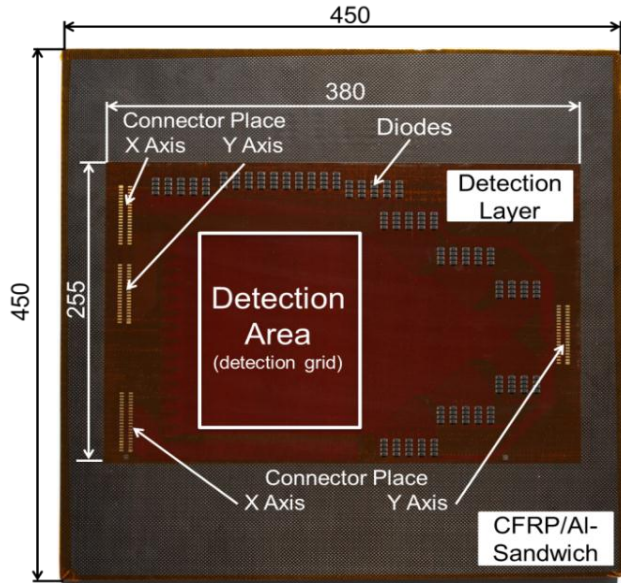 450
380
Connector Place
X Axis Y Axis
Diodes
Detection
Layer
450
255
Detection
Area
(detection grid)
Connector Place
X Axis Y Axis
CFRP/Al-
Sandwich